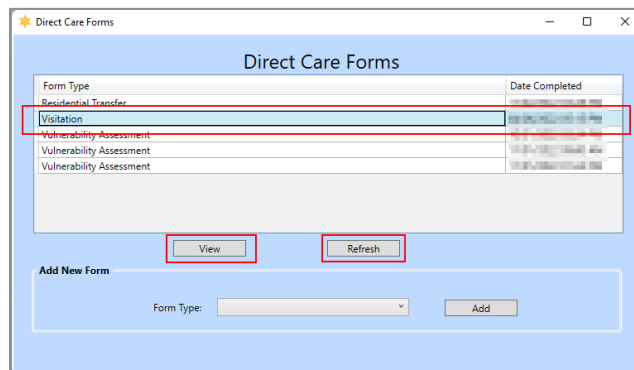 Direct Care Forms
Direct Care Forms
Form Type Date Completed
Residential Transfer
Visitation
Vulnerability Assessment
Vulnerability Assessment
Vulnerability Assessment
View Refresh
Add New Form
Form Type: Add